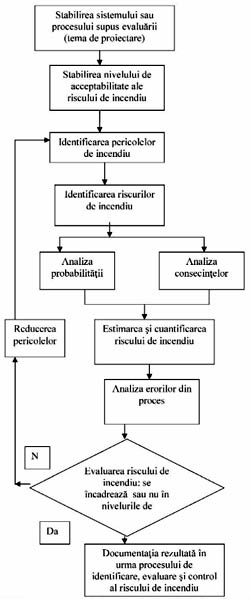 Stabilirea sistemului sau
procesului supus evaluării
(tema de proiectare)
Stabilirea nivelului de
acceptabilitate ale
riscului de incendiu
Identificarea pericolelor
de incendiu
Identificarea riscurilor
de incendiu
Analiza
probabilității
Analiza
consecințelor
Reducerea
pericolelor
Estimarea și cuantificarea
riscului de incendiu
Analiza erorilor din
proces
N
Evaluarea riscului de
incendiu: se
încadrează sau nu în
nivelurile de
Da
Documentația rezultată în
urma procesului de
identificare, evaluare și control
al riscului de incendiu